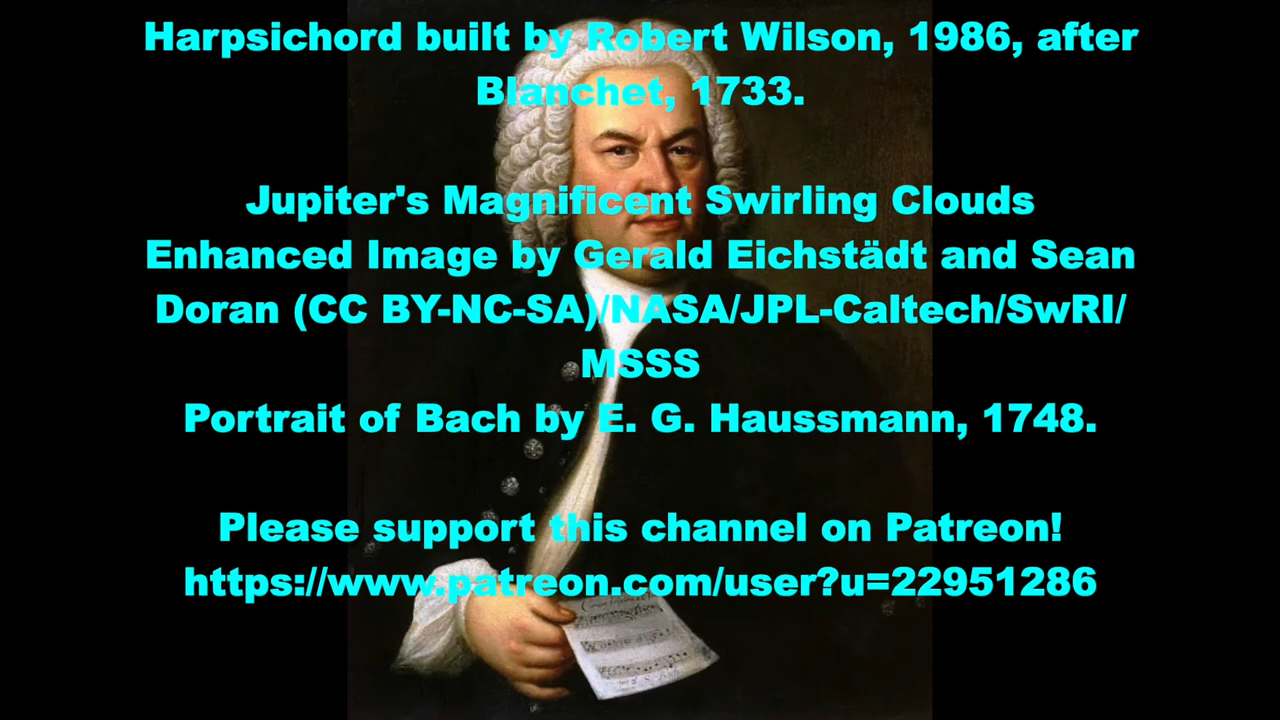 Harpsichord built by Robert Wilson, 1986, after
Blanchet, 1733.
Jupiter's Magnificent Swirling Clouds
Enhanced Image by Gerald Eichstädt and Sean
Doran (CC BY-NC-SA)/NASA/JPL-Caltech/SwRI/
MSSS
Portrait of Bach by E. G. Haussmann, 1748.
Please support this channel on Patreon!
https://www.patreon.com/user?u=22951286